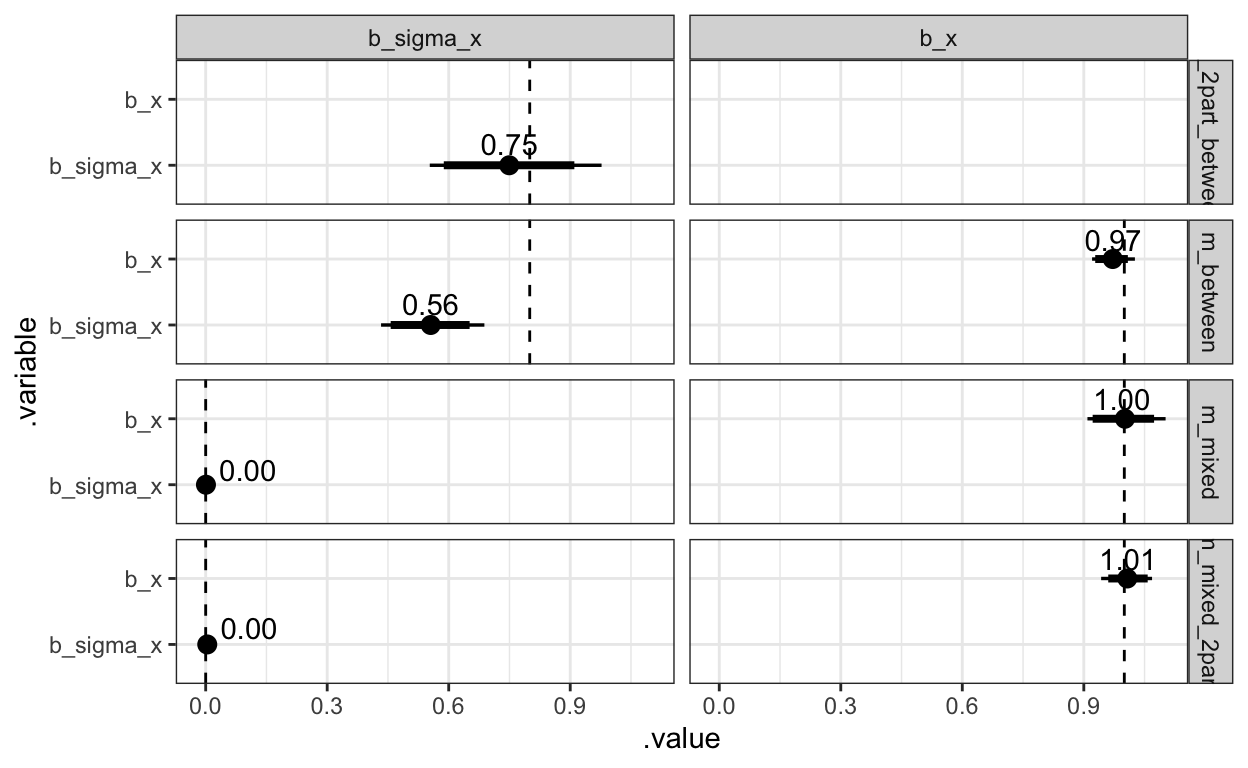 b_sigma_x b_x
b_x
0.75
b_sigma_x
_2part_betwee
b_x
0.97
0.56
b_sigma_x
m_between
b_x
1.00
0.00
b_sigma_x
m_mixed
b_x
1.01
0.00
b_sigma_x
m_mixed_2par
.variable
0.0 0.3 0.6 0.9 0.0 0.3 0.6 0.9
.value